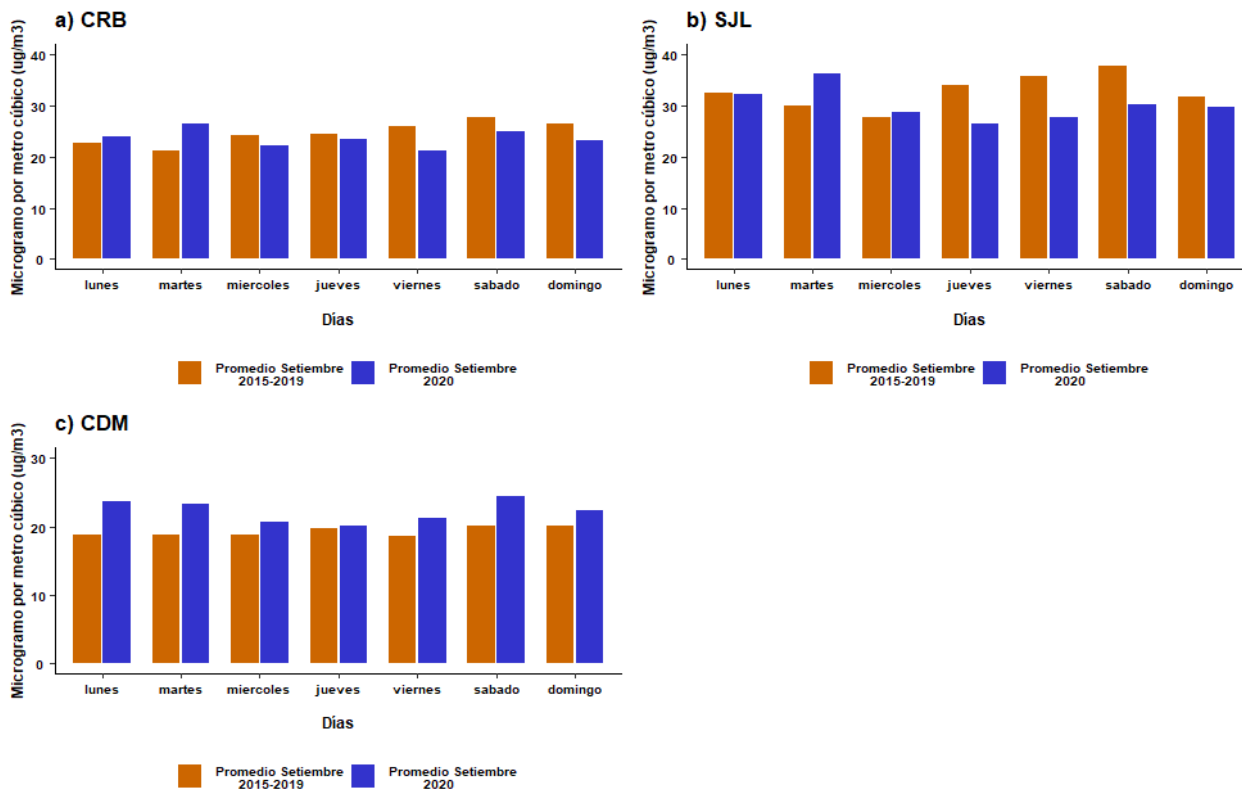 a) CRB
Microgramo por metro cúbico (ug/m3)
40
30
20
10
0
lunes martes miercoles jueves viernes sabado domingo
Días
Promedio Setiembre Promedio Setiembre
2015-2019 2020
b) SJL
Microgramo por metro cúbico (ug/m3)
40
30
20
10
0
lunes martes miercoles jueves viernes sabado domingo
Días
Promedio Setiembre Promedio Setiembre
2015-2019 2020
c) CDM
Microgramo por metro cúbico (ug/m3)
30
20
10
0
lunes martes miercoles jueves viernes sabado domingo
Días
Promedio Setiembre Promedio Setiembre
2015-2019 2020